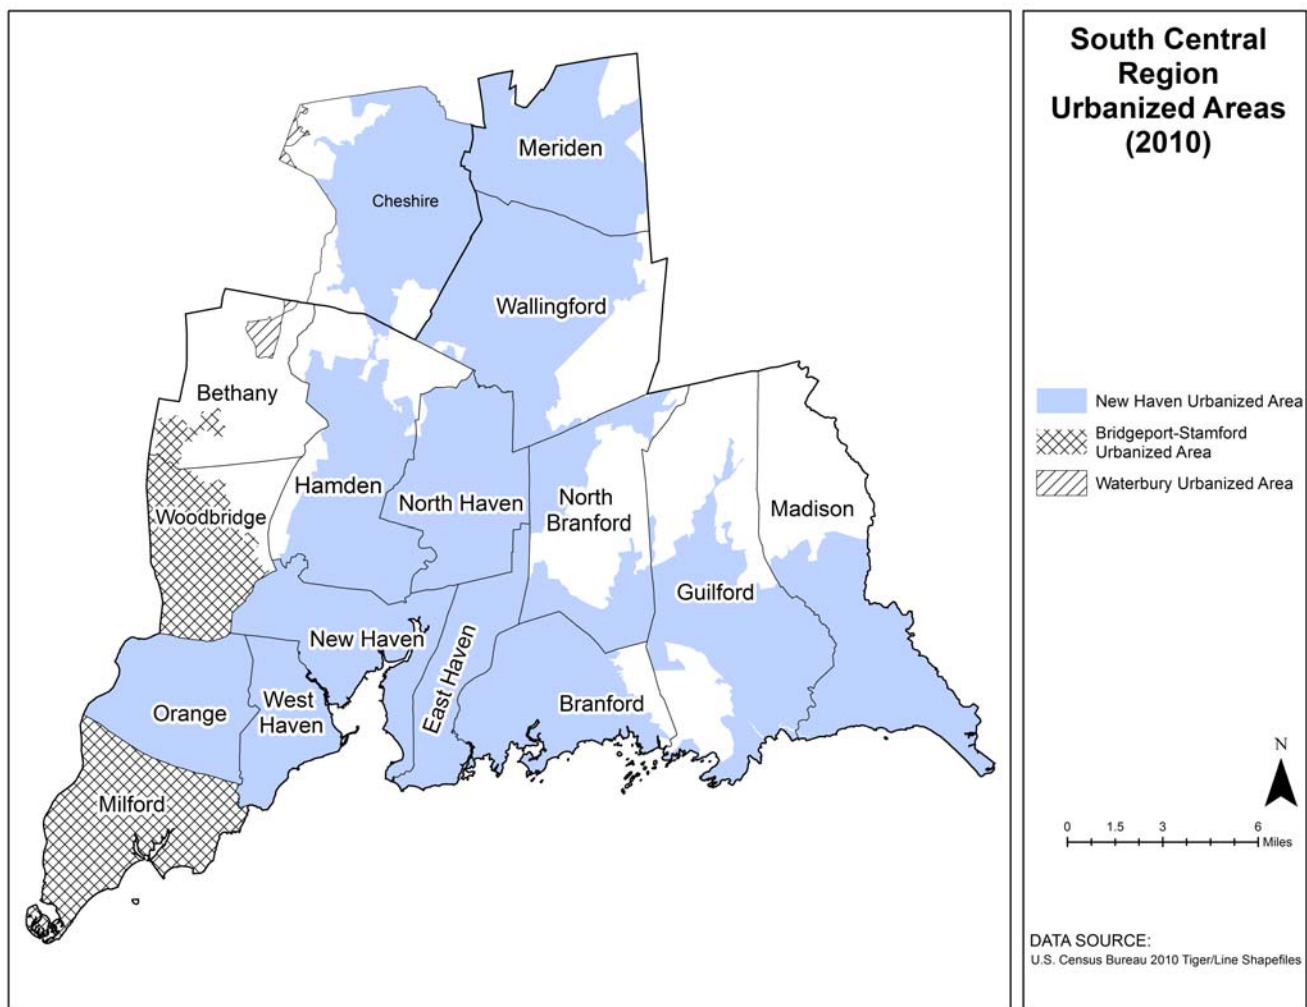 South Central
Region
Urbanized Areas
(2010)
Meriden
Cheshire
Wallingford
Bethany
Hamden
North Haven
North
Branford
Madison
Woodbridge
Guilford
New Haven
East Haven
West
Haven
Orange
Branford
Milford
New Haven Urbanized Area
Bridgeport-Stamford
Urbanized Area
Waterbury Urbanized Area
N
0 1.5 3 6
Miles
DATA SOURCE:
U.S. Census Bureau 2010 Tiger/Line Shapefiles